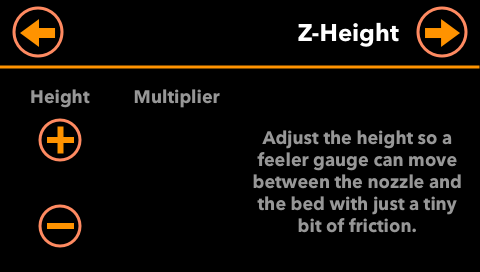 Z-Height
Height
Multiplier
Adjust the height so a
feeler gauge can move
between the nozzle and
the bed with just a tiny
bit of friction.